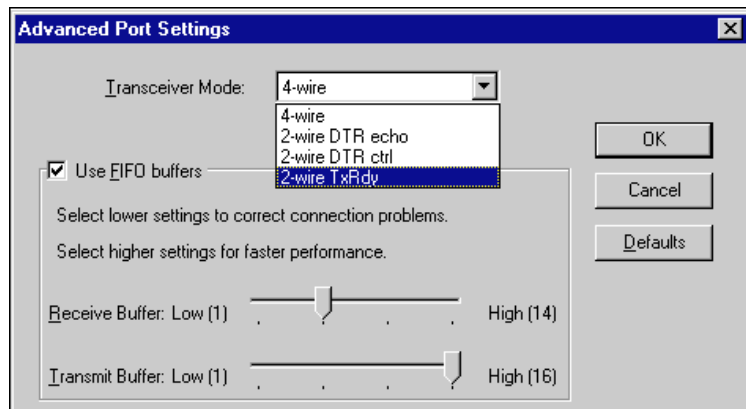 Advanced Port Settings
Transceiver Mode: 4-wire
4-wire
2-wire DTR echo
2-wire DTR ctrl
2-wire TxRdy
OK
Cancel
Defaults
Use FIFO buffers
Select lower settings to correct connection problems.
Select higher settings for faster performance.
Receive Buffer: Low (1) High (14)
Transmit Buffer: Low (1) High (16)